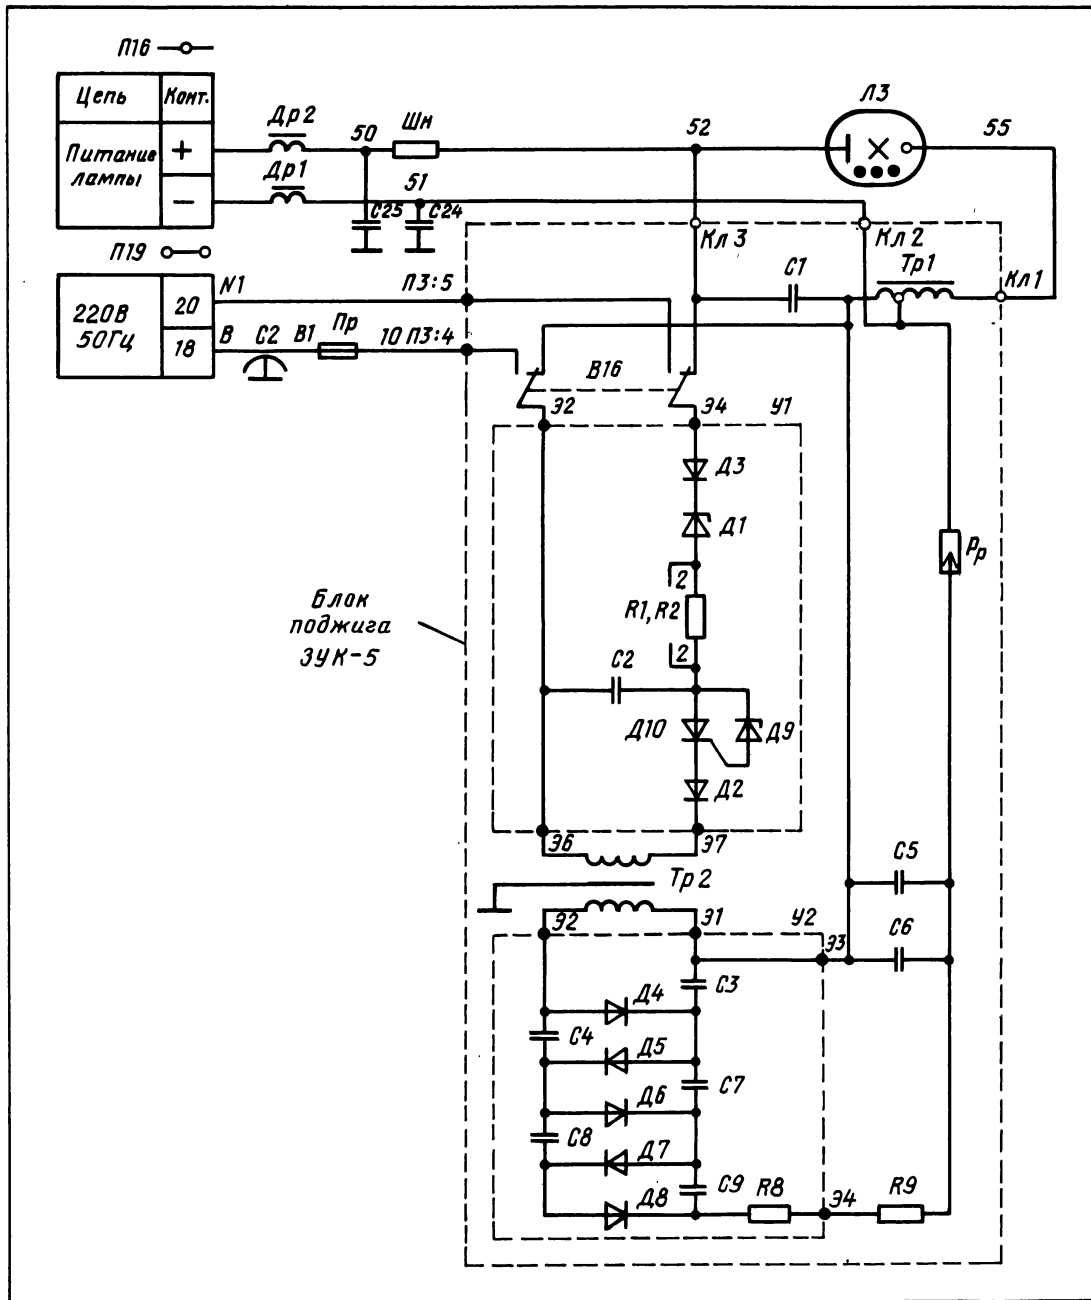 П16
Цепь
Конт.
Питание
лампы
+
−
Др2
Др1
50
Шн
51
С25
С24
52
Л3
55
П19
220В
50Гц
20
18
N1
В
С2
В1
Пр
П3:5
10 П3:4
Кл 3
Кл 2
С1
Тр1
Кл 1
В16
Э2
Э4
У1
Д3
Д1
2
R1, R2
2
Рр
Блок
поджига
ЗУК-5
С2
Д10
Д9
Д2
Э6
Э7
Тр 2
С5
С6
Э2
Э1
У2
Э3
С3
Д4
С4
Д5
С7
Д6
С8
Д7
С9
R8
Д8
Э4
R9